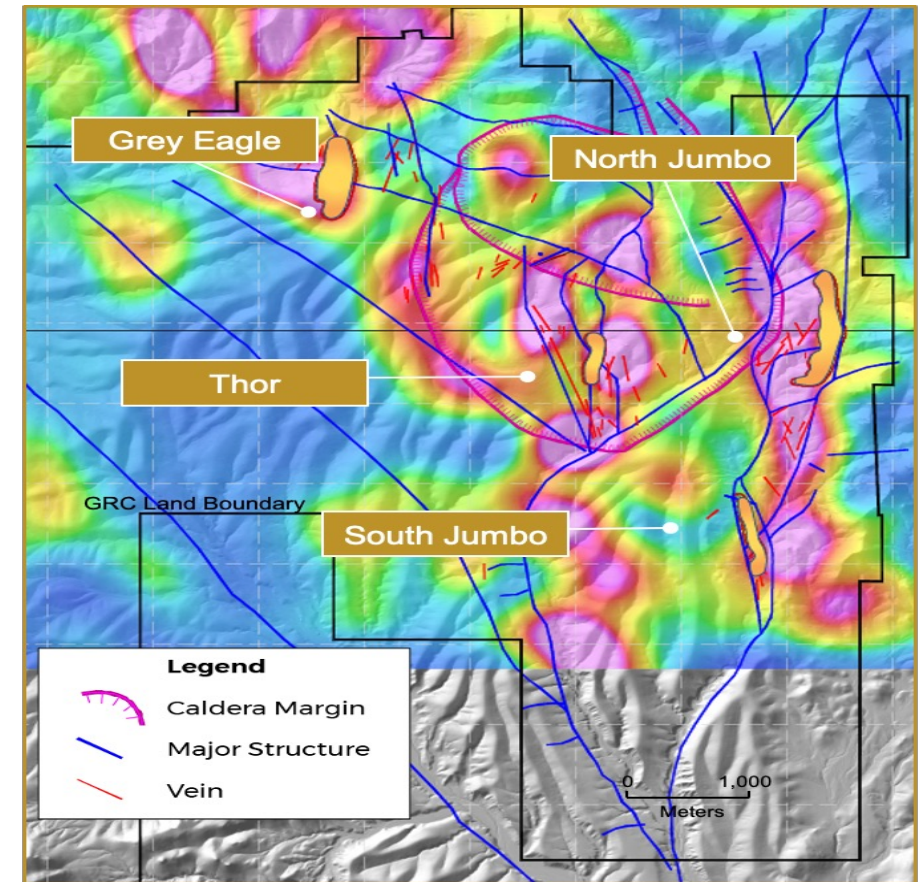 Grey Eagle
North Jumbo
Thor
GRC Land Boundary
South Jumbo
Legend
Caldera Margin
Major Structure
Vein
0 1,000
Meters